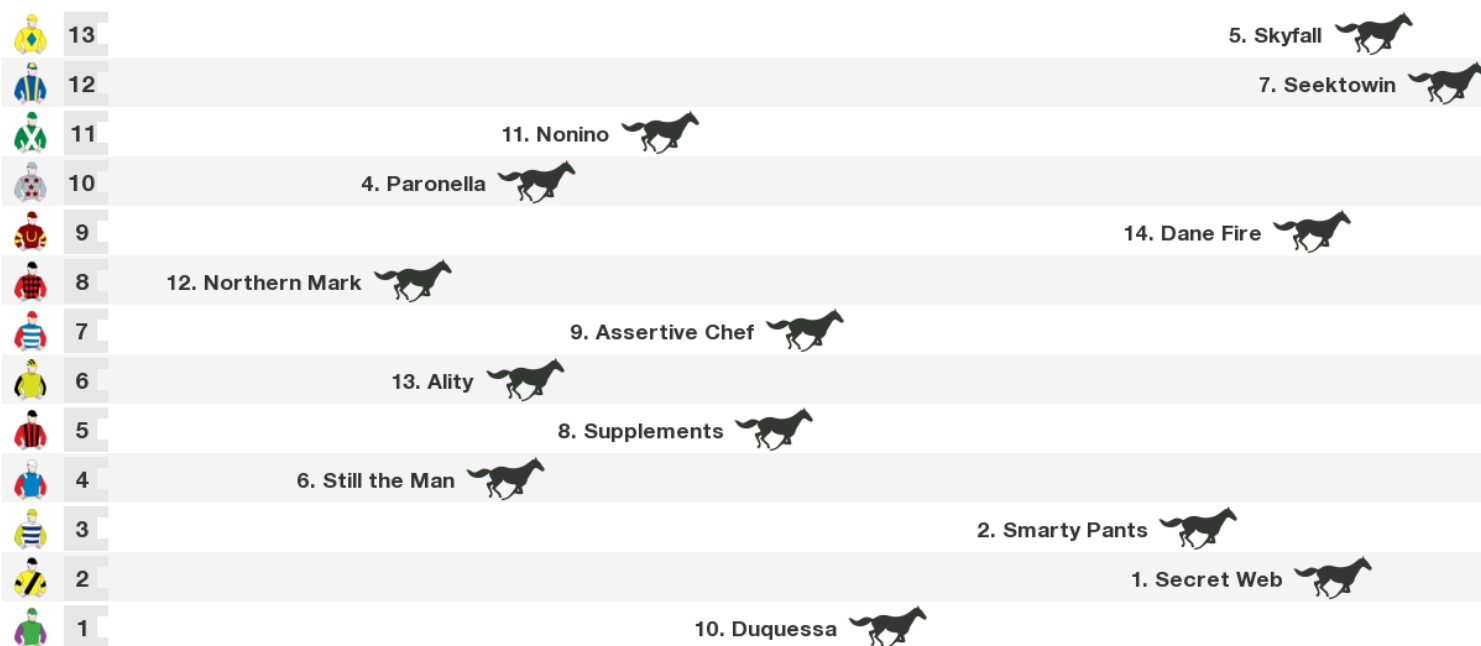 13 5. Skyfall
12 7. Seektowin
11 11. Nonino
10 4. Paronella
9 14. Dane Fire
8 12. Northern Mark
7 9. Assertive Chef
6 13. Ality
5 8. Supplements
4 6. Still the Man
3 2. Smarty Pants
2 1. Secret Web
1 10. Duquessa